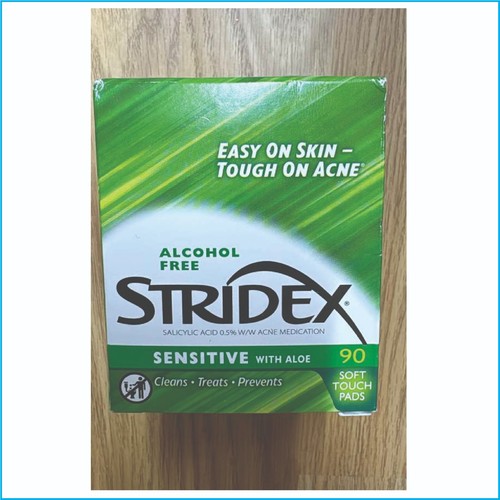 EASY ON SKIN –
TOUGH ON ACNE®
ALCOHOL
FREE
STRIDEX®
SALICYLIC ACID 0.5% W/W ACNE MEDICATION
SENSITIVE WITH ALOE
90
SOFT
TOUCH
PADS
Cleans • Treats • Prevents